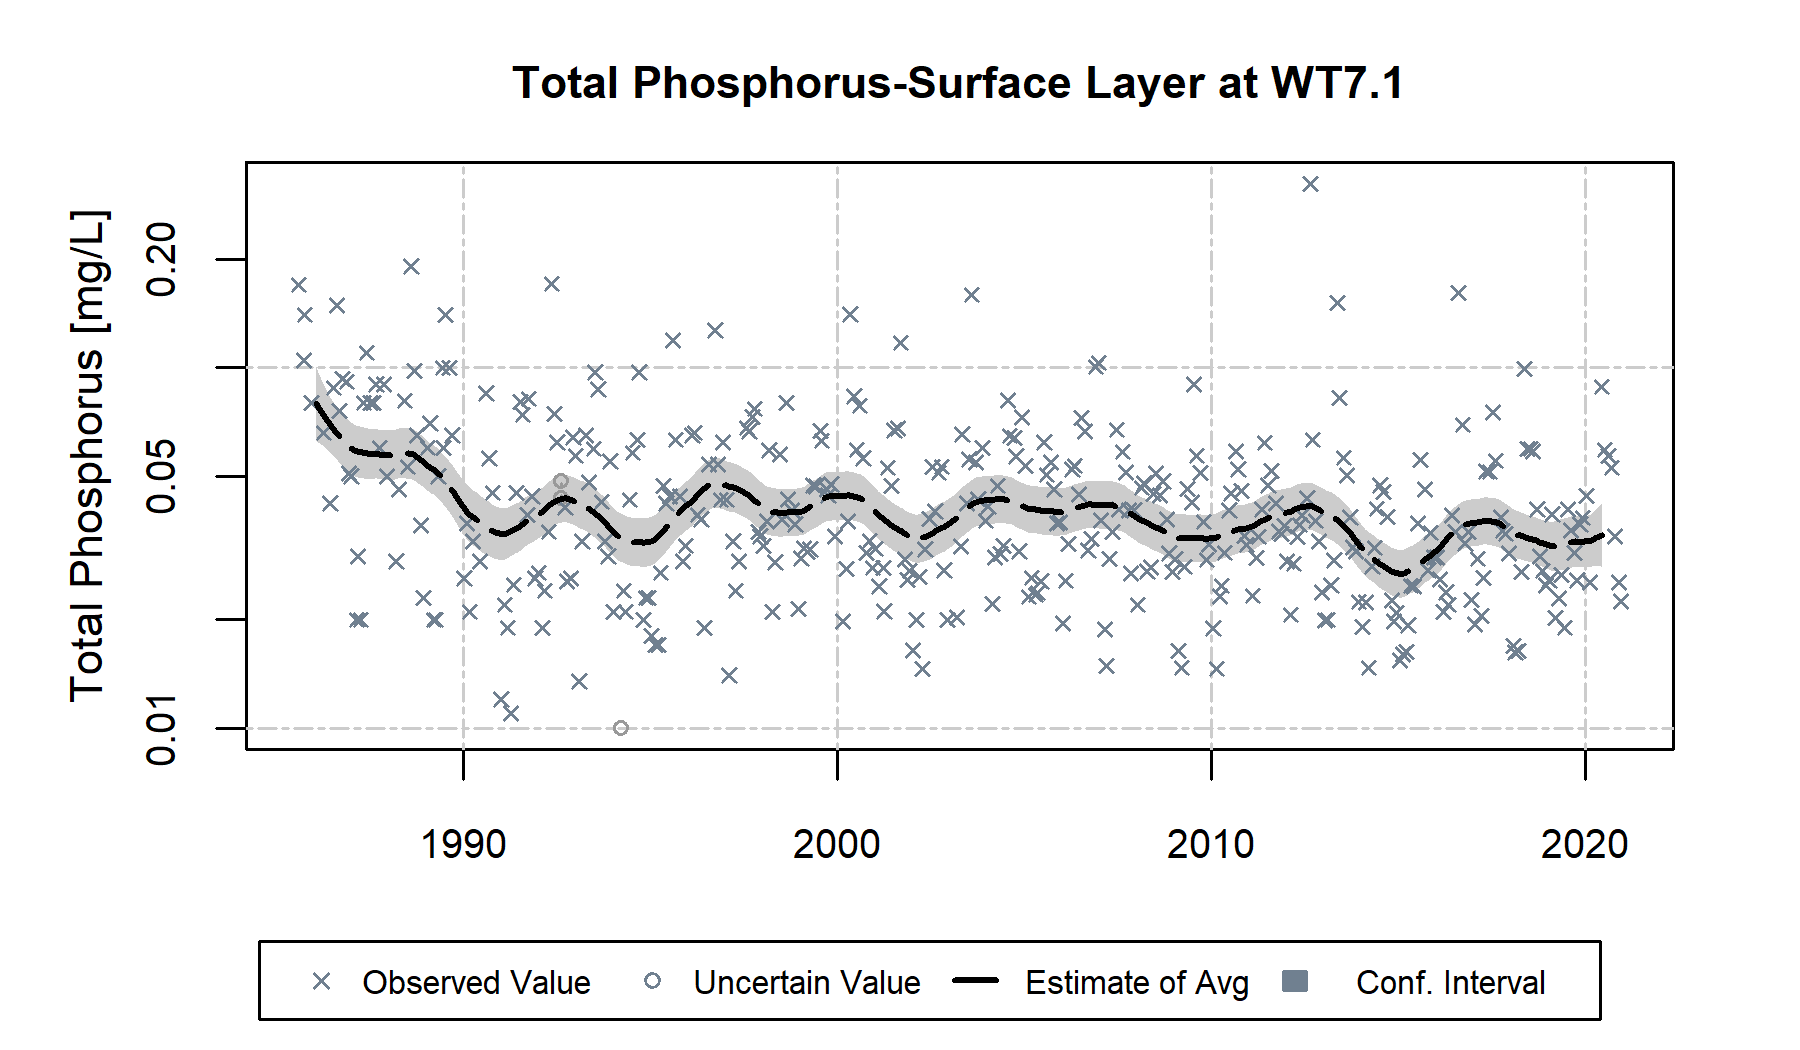 Total Phosphorus-Surface Layer at WT7.1
Total Phosphorus [mg/L]
0.20
0.05
0.01
1990 2000 2010 2020
Observed Value Uncertain Value Estimate of Avg Conf. Interval